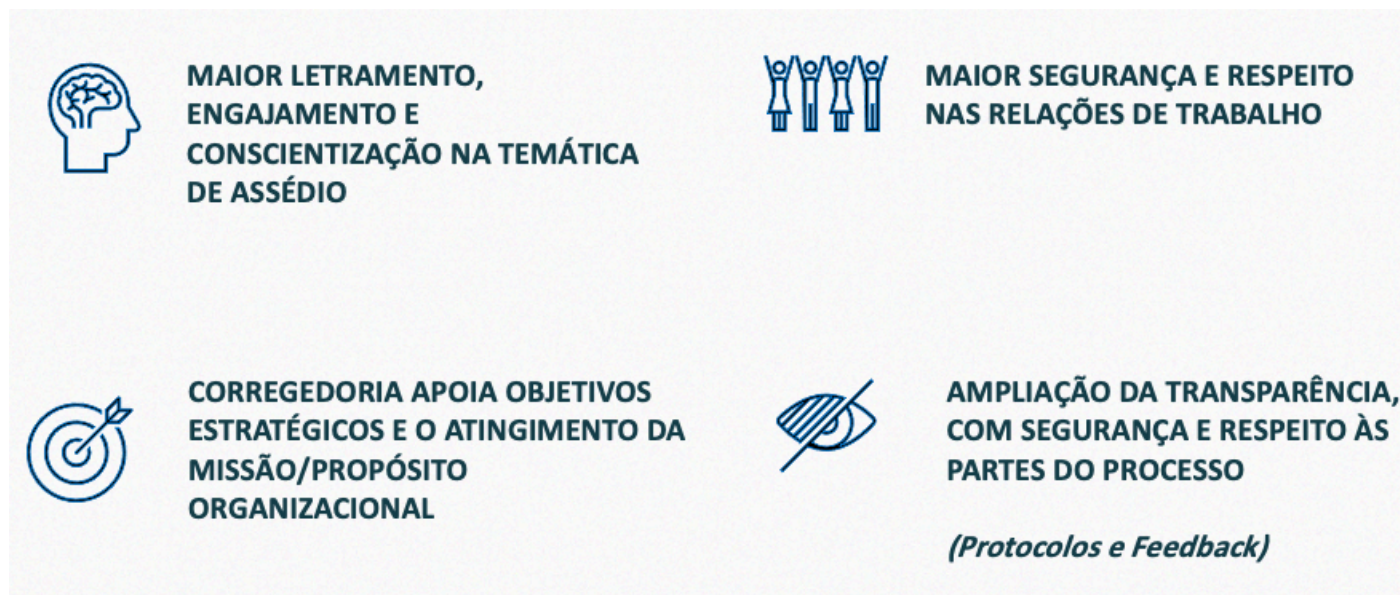 MAIOR LETRAMENTO,
ENGAJAMENTO E
CONSCIENTIZAÇÃO NA TEMÁTICA
DE ASSÉDIO
MAIOR SEGURANÇA E RESPEITO
NAS RELAÇÕES DE TRABALHO
CORREGEDORIA APOIA OBJETIVOS
ESTRATÉGICOS E O ATINGIMENTO DA
MISSÃO/PROPÓSITO
ORGANIZACIONAL
AMPLIAÇÃO DA TRANSPARÊNCIA,
COM SEGURANÇA E RESPEITO ÀS
PARTES DO PROCESSO
(Protocolos e Feedback)